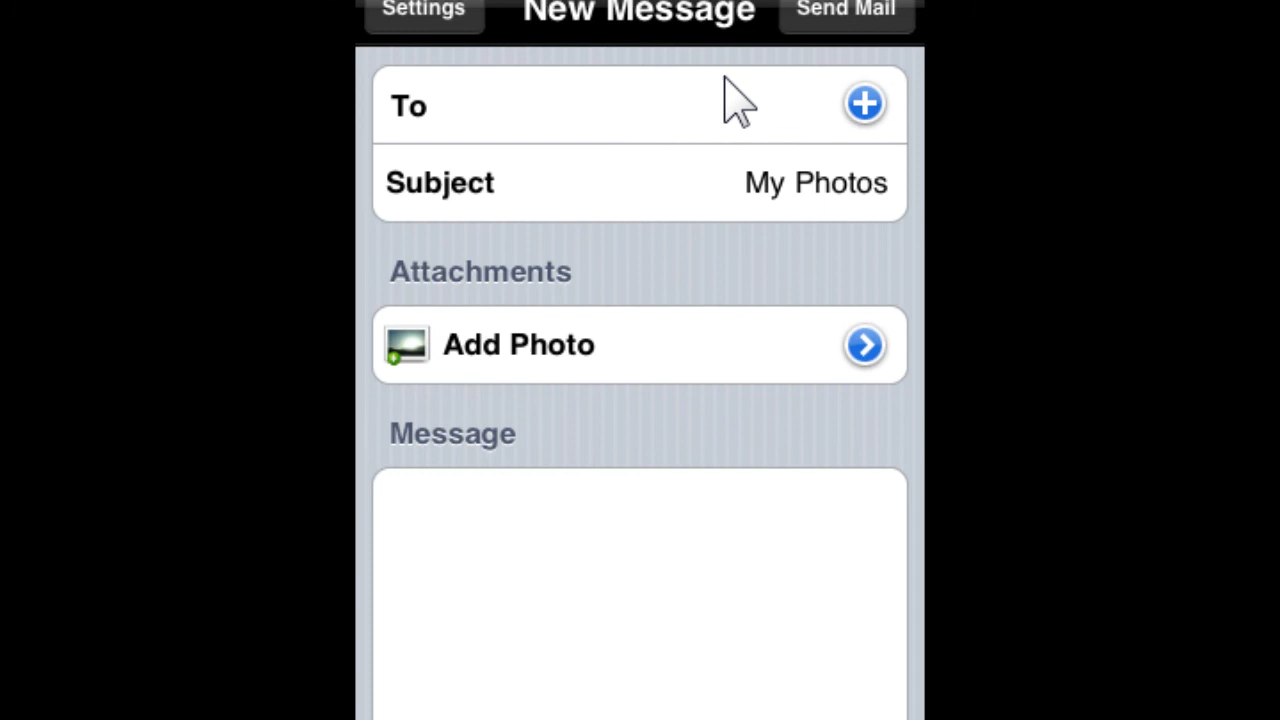 Settings New Message Send Mail
To
Subject My Photos
Attachments
Add Photo
Message